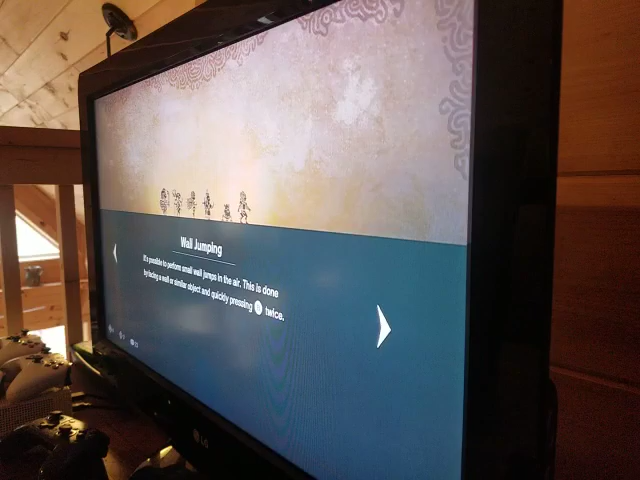 Wall Jumping
It's possible to perform small wall jumps in the air. This is done
by facing a wall or similar object and quickly pressing twice.
LG